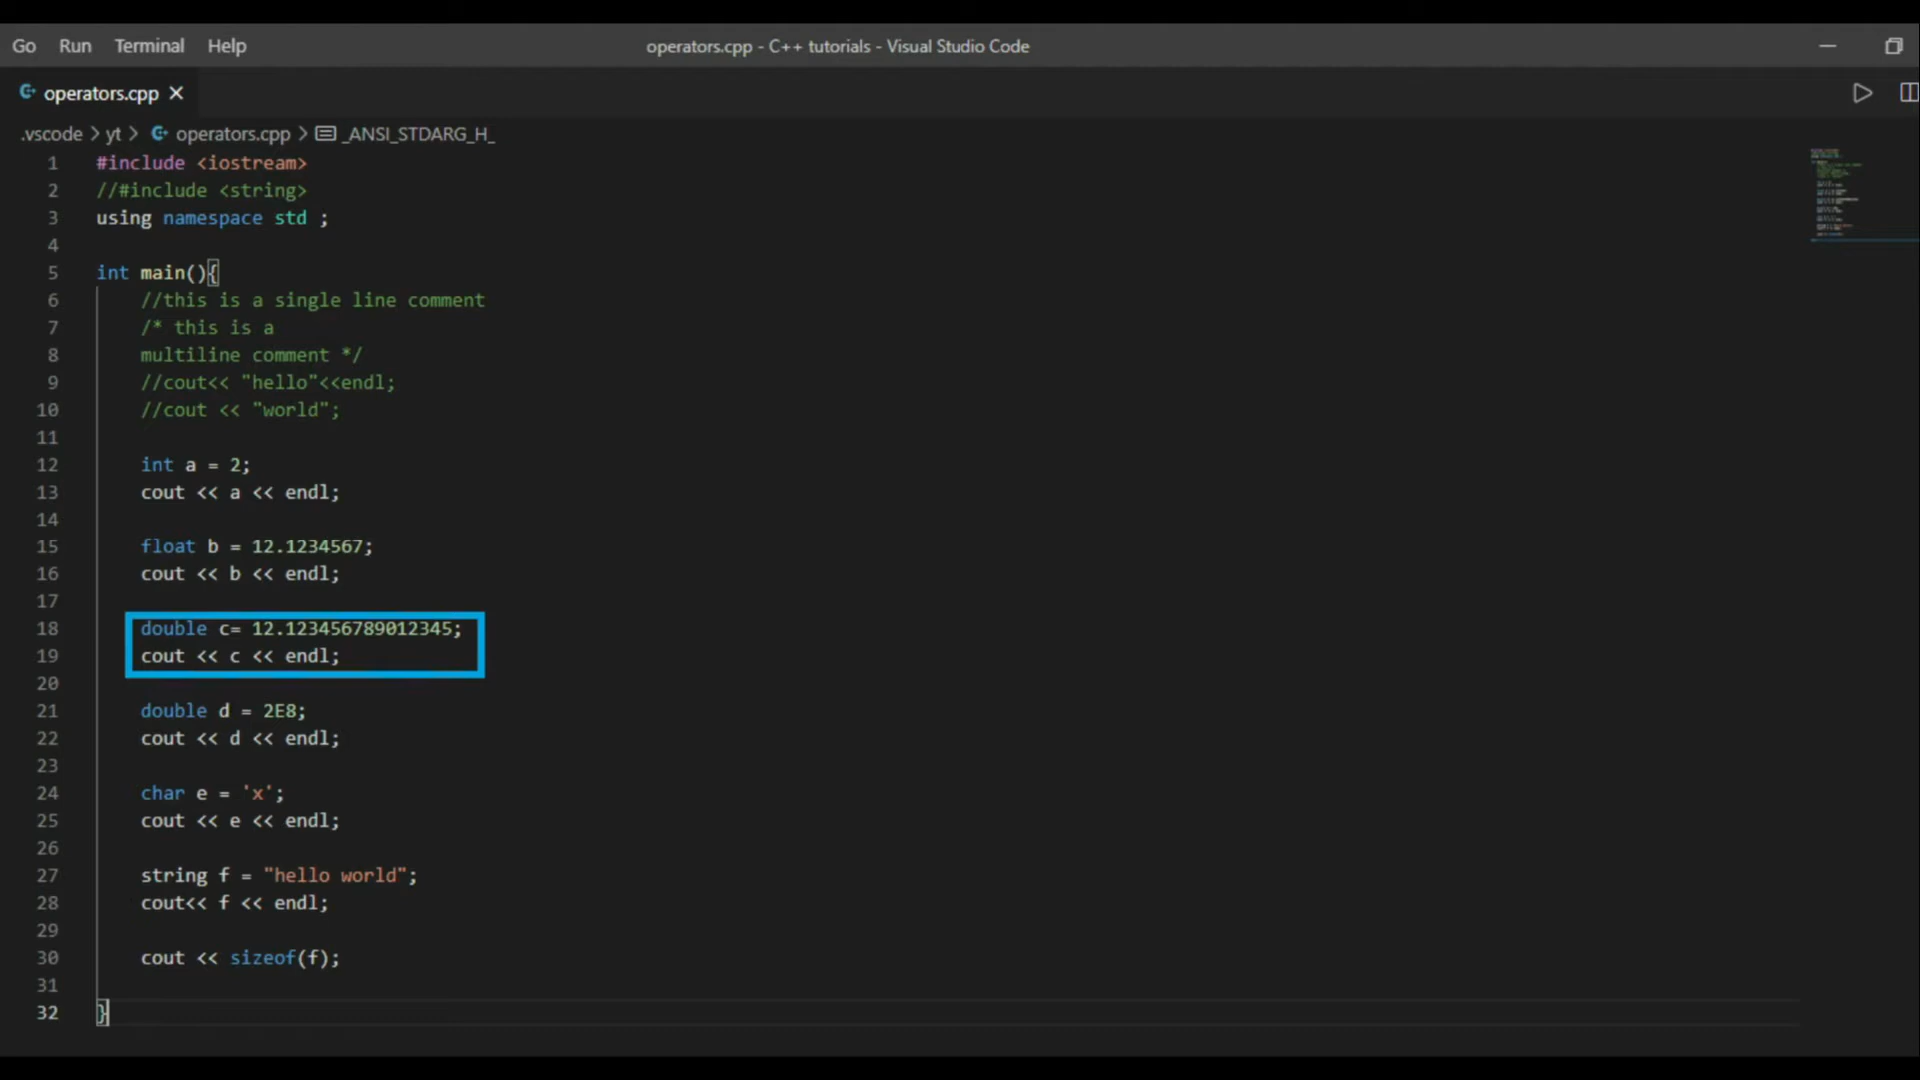 Go Run Terminal Help operators.cpp - C++ tutorials - Visual Studio Code
operators.cpp
.vscode > yt > operators.cpp > _ANSI_STDARG_H_
1 #include <iostream>
2 //#include <string>
3 using namespace std ;
4
5 int main(){
6 //this is a single line comment
7 /* this is a
8 multiline comment */
9 //cout<< "hello"<<endl;
10 //cout << "world";
11
12 int a = 2;
13 cout << a << endl;
14
15 float b = 12.1234567;
16 cout << b << endl;
17
18 double c= 12.123456789012345;
19 cout << c << endl;
20
21 double d = 2E8;
22 cout << d << endl;
23
24 char e = 'x';
25 cout << e << endl;
26
27 string f = "hello world";
28 cout<< f << endl;
29
30 cout << sizeof(f);
31
32 }